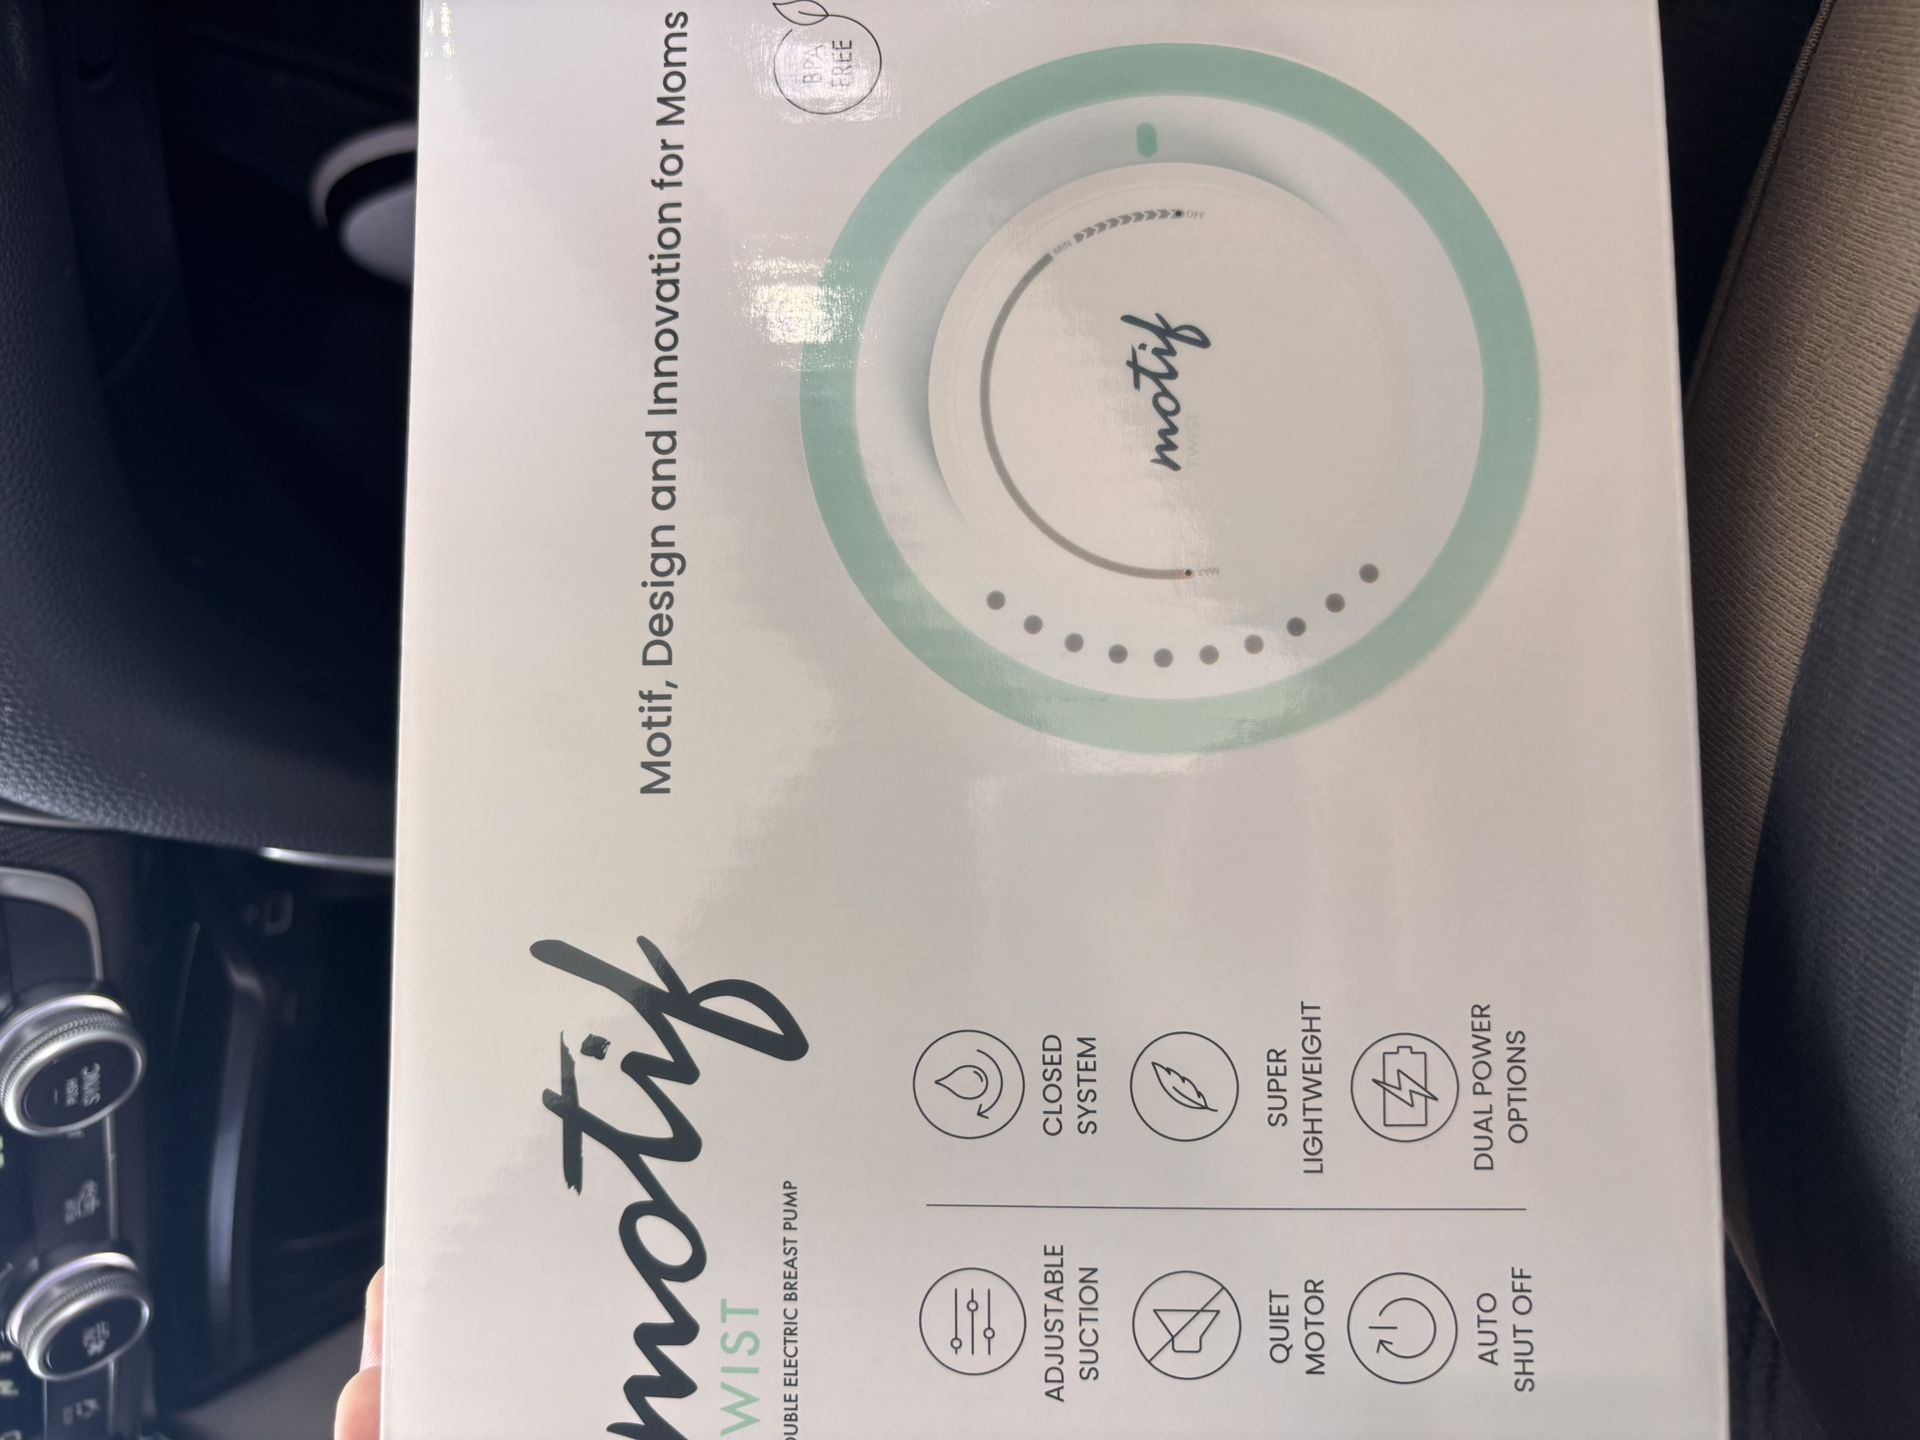 motif
WIST
OUBLE ELECTRIC BREAST PUMP
Motif, Design and Innovation for Moms
BPA
FREE
ADJUSTABLE
SUCTION
CLOSED
SYSTEM
QUIET
MOTOR
SUPER
LIGHTWEIGHT
AUTO
SHUT OFF
DUAL POWER
OPTIONS
OFF
MIN
MAX
motif
TWIST
PUSH
SYNC